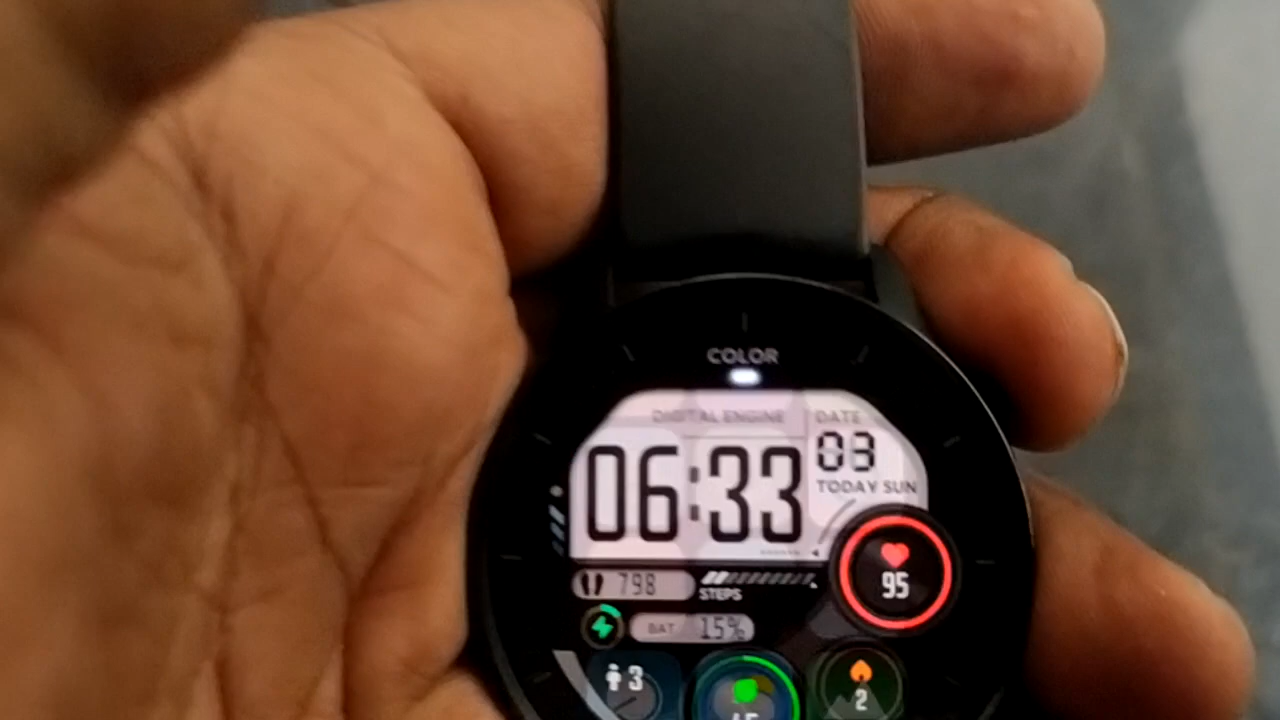 COLOR
DIGITAL ENGINE DATE
06:33 03
TODAY SUN
95
798
STEPS
BAT 15%
3
2